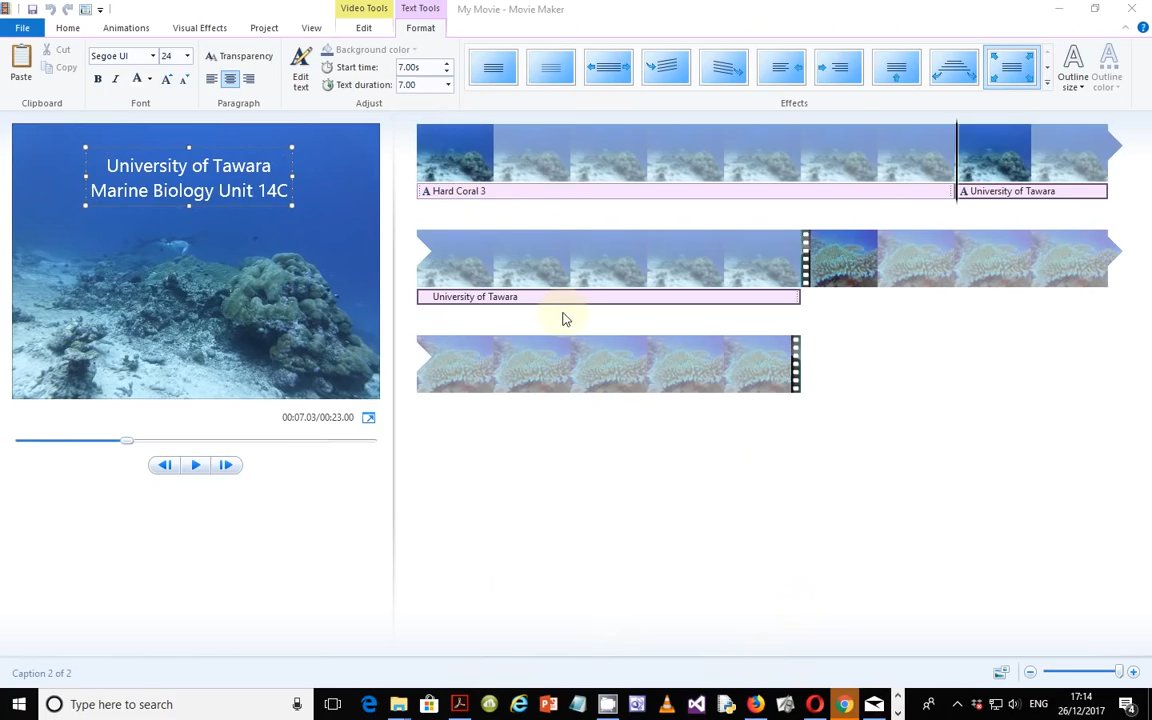 Video Tools
Text Tools
My Movie - Movie Maker
File
Home
Animations
Visual Effects
Project
View
Edit
Format
Paste
Cut
Copy
Clipboard
Segoe UI
24
B
I
A
A
A
Font
Transparency
Paragraph
Edit
text
Background color
Start time:
7.00s
Text duration:
7.00
Adjust
Effects
Outline
size
Outline
color
University of Tawara
Marine Biology Unit 14C
00:07.03/00:23.00
A Hard Coral 3
A University of Tawara
University of Tawara
Caption 2 of 2
Type here to search
ENG
17:14
26/12/2017
4